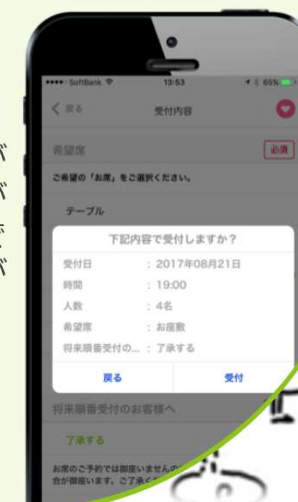 が
が
で
が
SoftBank 13:53 65%
戻る 受付内容
希望席 必須
ご希望の「お席」をご選択ください。
テーブル
下記内容で受付しますか？
受付日 : 2017年08月21日
時間 : 19:00
人数 : 4名
希望席 : お座敷
将来順番受付の... : 了承する
戻る 受付
将来順番受付のお客様へ
了承する
お席のご予約では御座いませんの
合が御座います。ご了承く